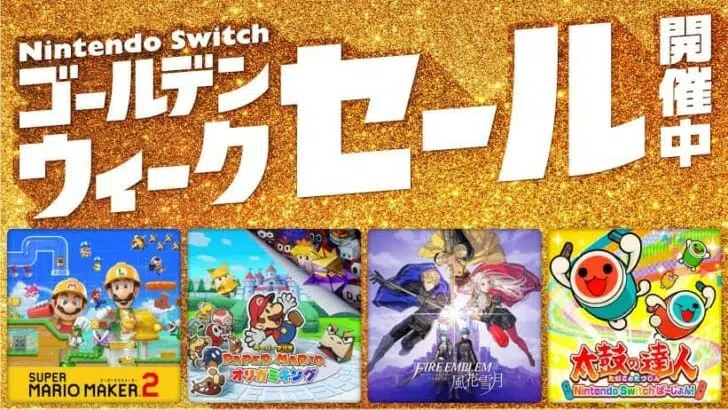 Nintendo Switch
ゴールデン
ウィーク
セール
開催中
SUPER
MARIO MAKER 2
PAPER MARIO
オリガミキング
FIRE EMBLEM
風花雪月
太鼓の達人
Nintendo Switchば〜じょん!